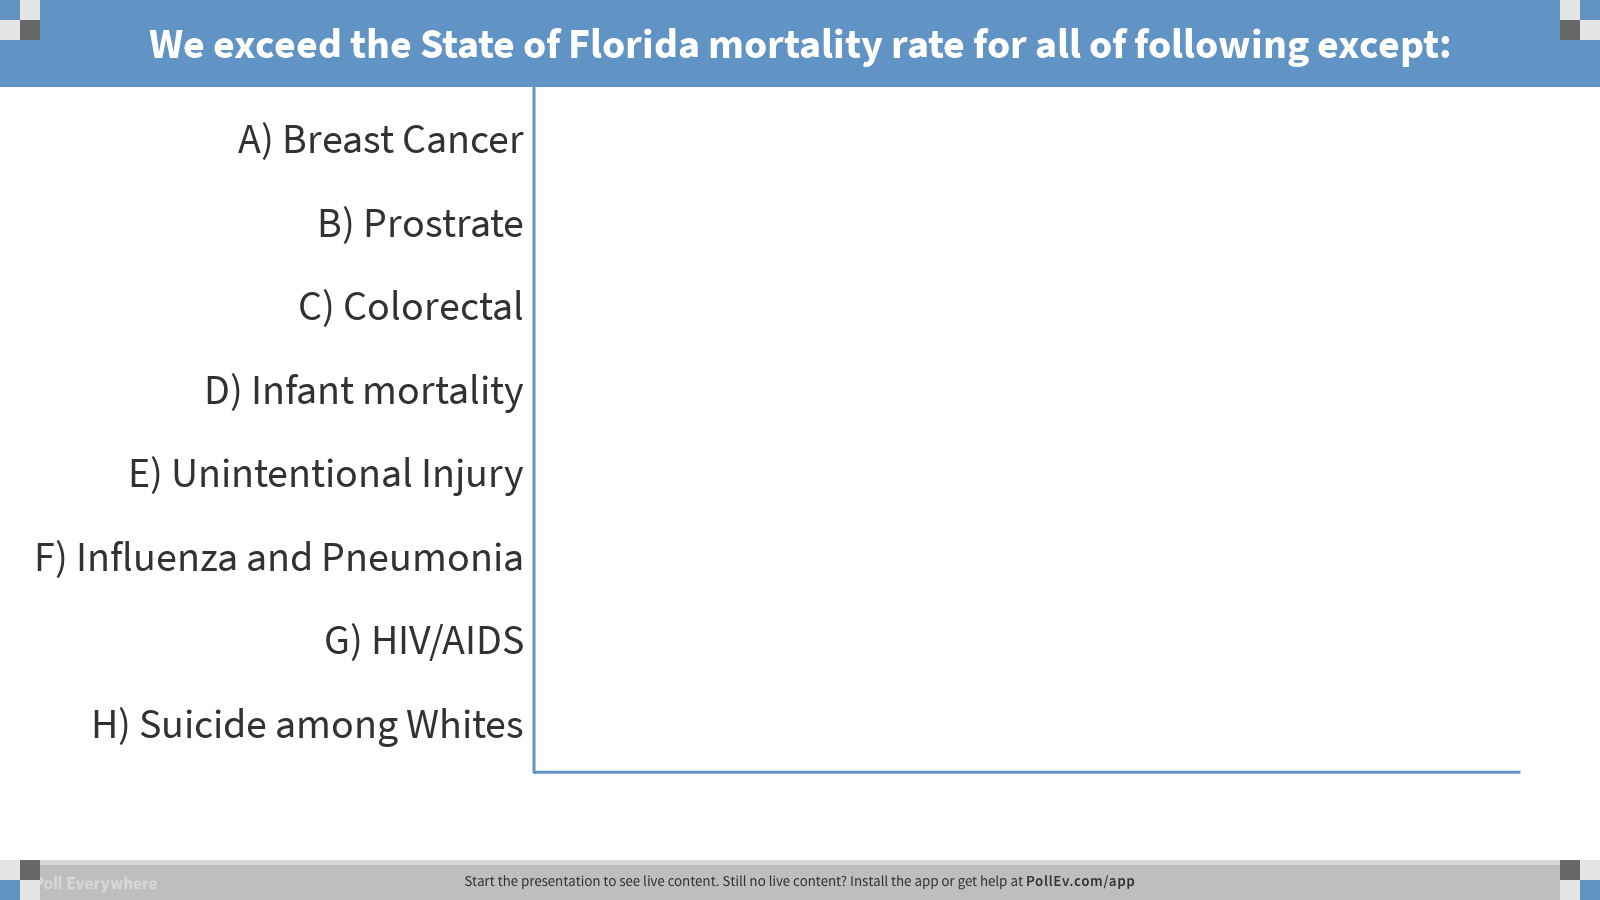 We exceed the State of Florida mortality rate for all of following except:
A) Breast Cancer
B) Prostrate
C) Colorectal
D) Infant mortality
E) Unintentional Injury
F) Influenza and Pneumonia
G) HIV/AIDS
H) Suicide among Whites
Poll Everywhere
Start the presentation to see live content. Still no live content? Install the app or get help at PollEv.com/app